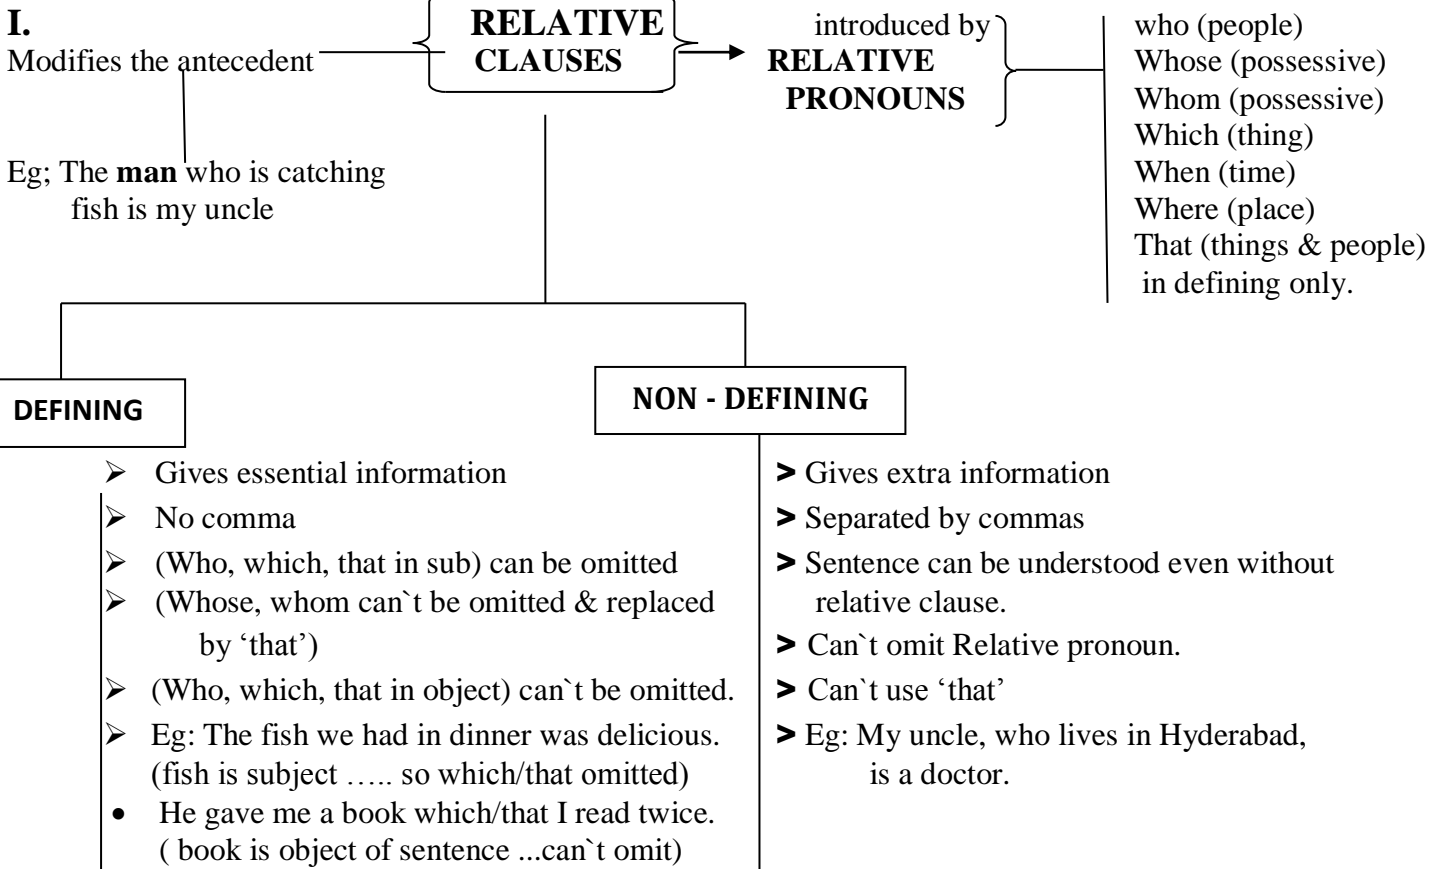 I.
Modifies the antecedent
Eg; The man who is catching
fish is my uncle
RELATIVE
CLAUSES
introduced by
RELATIVE
PRONOUNS
who (people)
Whose (possessive)
Whom (possessive)
Which (thing)
When (time)
Where (place)
That (things & people)
in defining only.
DEFINING
➢ Gives essential information
➢ No comma
➢ (Who, which, that in sub) can be omitted
➢ (Whose, whom can`t be omitted & replaced
by ‘that’)
➢ (Who, which, that in object) can`t be omitted.
➢ Eg: The fish we had in dinner was delicious.
(fish is subject ….. so which/that omitted)
• He gave me a book which/that I read twice.
( book is object of sentence ...can`t omit)
NON - DEFINING
> Gives extra information
> Separated by commas
> Sentence can be understood even without
relative clause.
> Can`t omit Relative pronoun.
> Can`t use ‘that’
> Eg: My uncle, who lives in Hyderabad,
is a doctor.